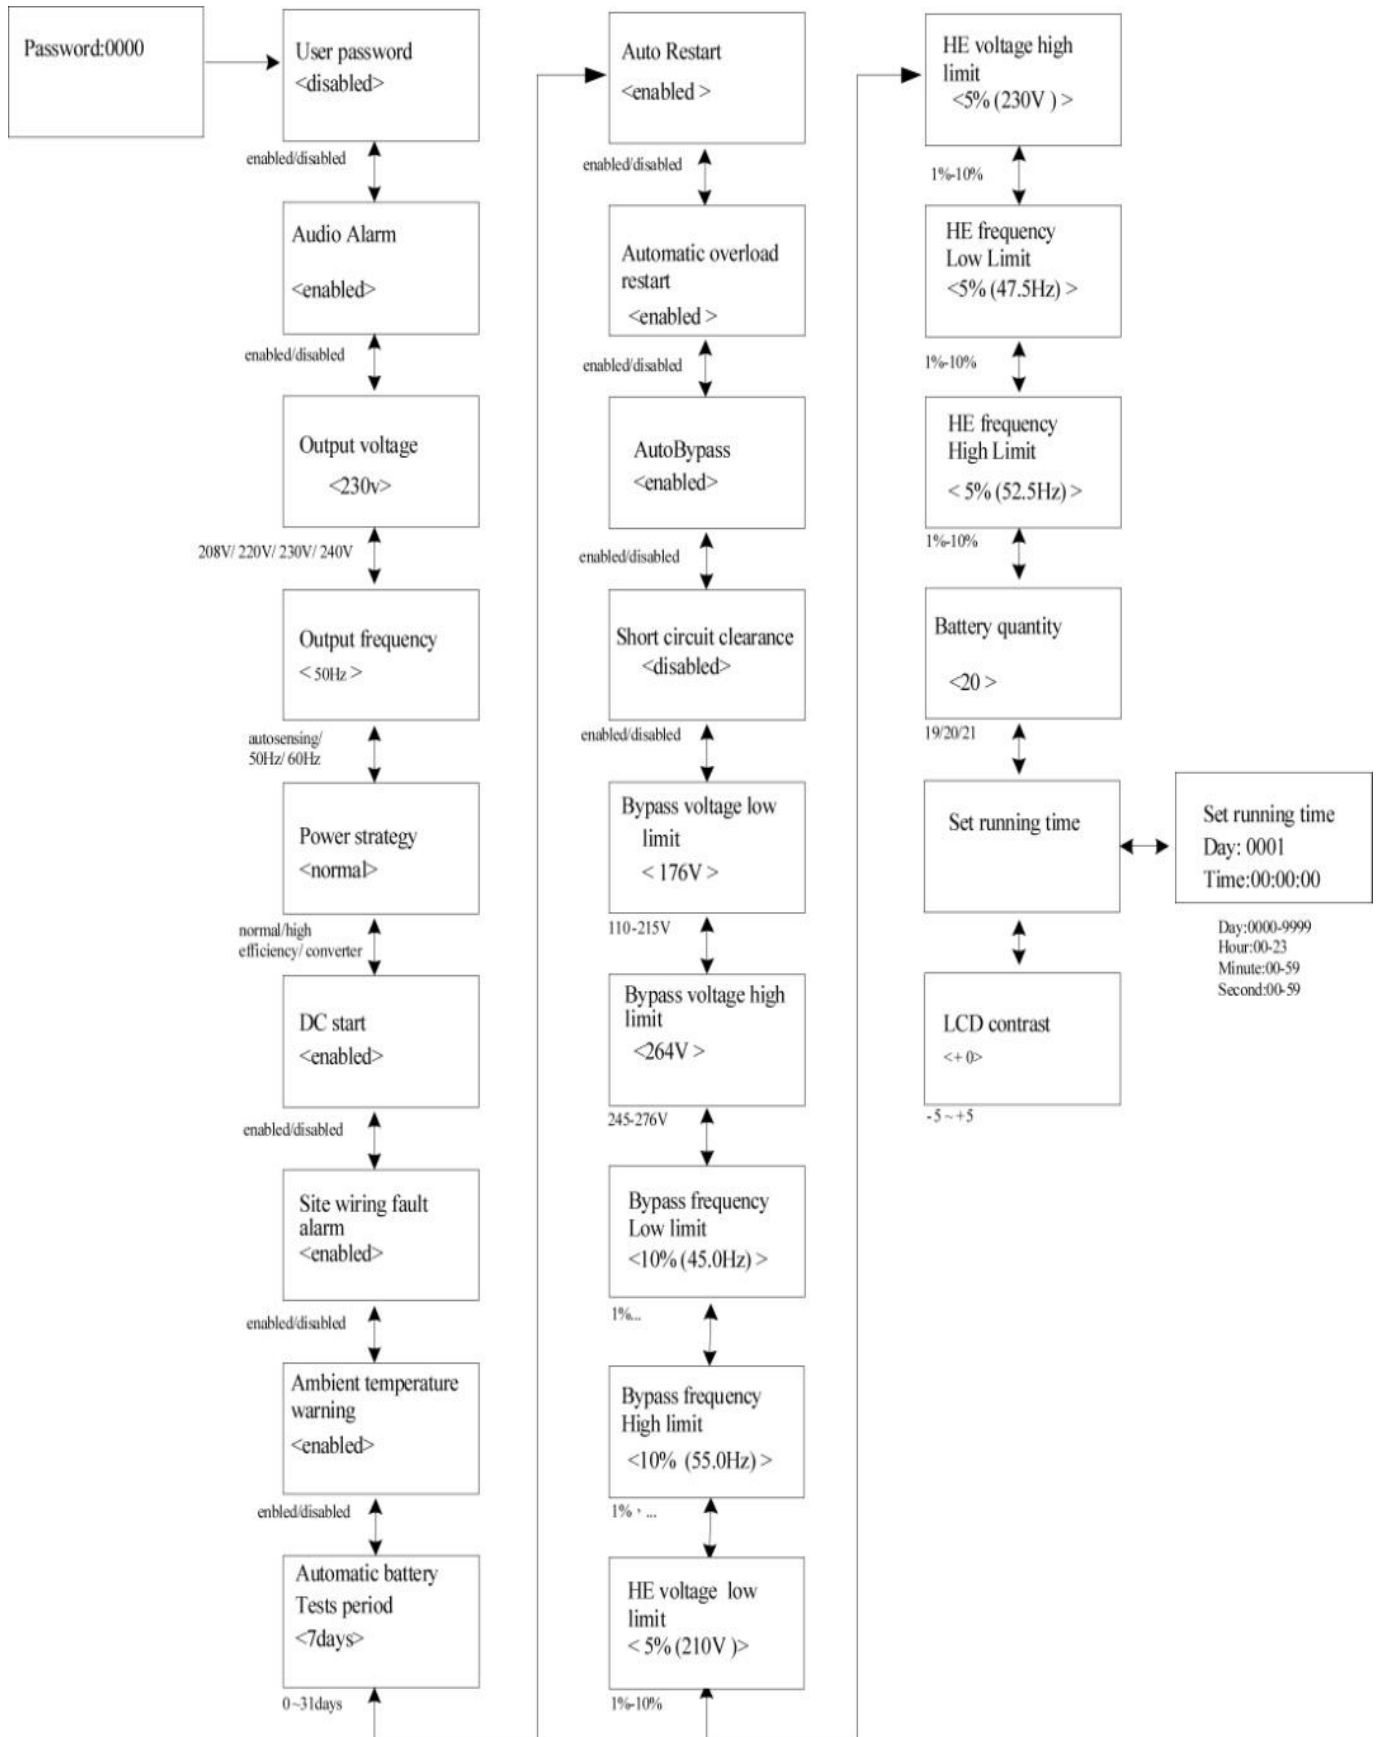 Password:0000
User password
<disabled>
enabled/disabled
Audio Alarm
<enabled>
enabled/disabled
Output voltage
<230v>
208V/ 220V/ 230V/ 240V
Output frequency
< 50Hz >
autosensing/
50Hz/ 60Hz
Power strategy
<normal>
normal/high
efficiency/ converter
DC start
<enabled>
enabled/disabled
Site wiring fault
alarm
<enabled>
enabled/disabled
Ambient temperature
warning
<enabled>
enbled/disabled
Automatic battery
Tests period
<7days>
0~31days
Auto Restart
<enabled >
enabled/disabled
Automatic overload
restart
<enabled >
enabled/disabled
AutoBypass
<enabled>
enabled/disabled
Short circuit clearance
<disabled>
enabled/disabled
Bypass voltage low
limit
< 176V >
110-215V
Bypass voltage high
limit
<264V >
245-276V
Bypass frequency
Low limit
<10% (45.0Hz) >
1%...
Bypass frequency
High limit
<10% (55.0Hz) >
1% , ...
HE voltage low
limit
< 5% (210V )>
1%-10%
HE voltage high
limit
<5% (230V ) >
1%-10%
HE frequency
Low Limit
<5% (47.5Hz) >
1%-10%
HE frequency
High Limit
< 5% (52.5Hz) >
1%-10%
Battery quantity
<20 >
19/20/21
Set running time
Set running time
Day: 0001
Time:00:00:00
Day:0000-9999
Hour:00-23
Minute:00-59
Second:00-59
LCD contrast
<+ 0>
-5 ~ +5